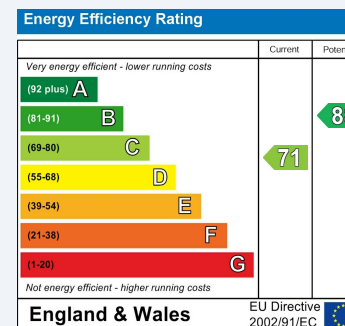 Energy Efficiency Rating
Current
Very energy efficient - lower running costs
(92 plus) A
(81-91) B
(69-80) C
71
(55-68) D
(39-54) E
(21-38) F
(1-20) G
Not energy efficient - higher running costs
England & Wales
EU Directive
2002/91/EC